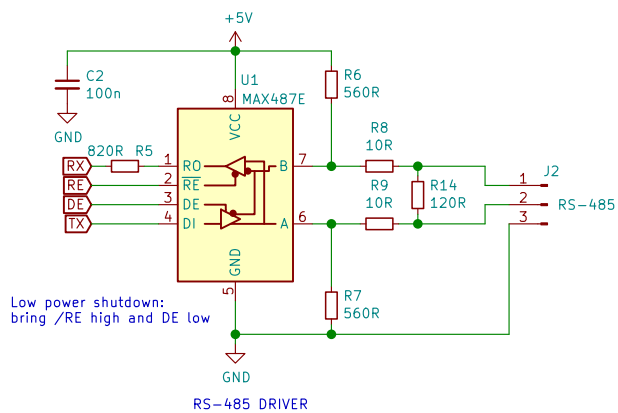 +5V
C2
100n
GND
U1
MAX487E
8
VCC
R6
560R
R8
10R
820R R5
RX
RE
DE
TX
1
2
3
4
RO
RE
DE
DI
B
A
7
6
R9
10R
R14
120R
J2
1
2
3
RS-485
GND
5
R7
560R
Low power shutdown:
bring /RE high and DE low
GND
RS-485 DRIVER